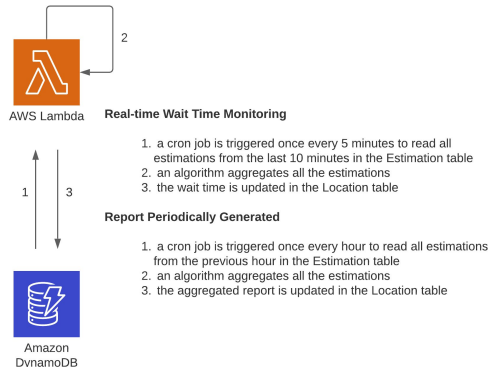 2
AWS Lambda
Real-time Wait Time Monitoring
1. a cron job is triggered once every 5 minutes to read all
estimations from the last 10 minutes in the Estimation table
2. an algorithm aggregates all the estimations
3. the wait time is updated in the Location table
1
3
Report Periodically Generated
1. a cron job is triggered once every hour to read all estimations
from the previous hour in the Estimation table
2. an algorithm aggregates all the estimations
3. the aggregated report is updated in the Location table
Amazon
DynamoDB